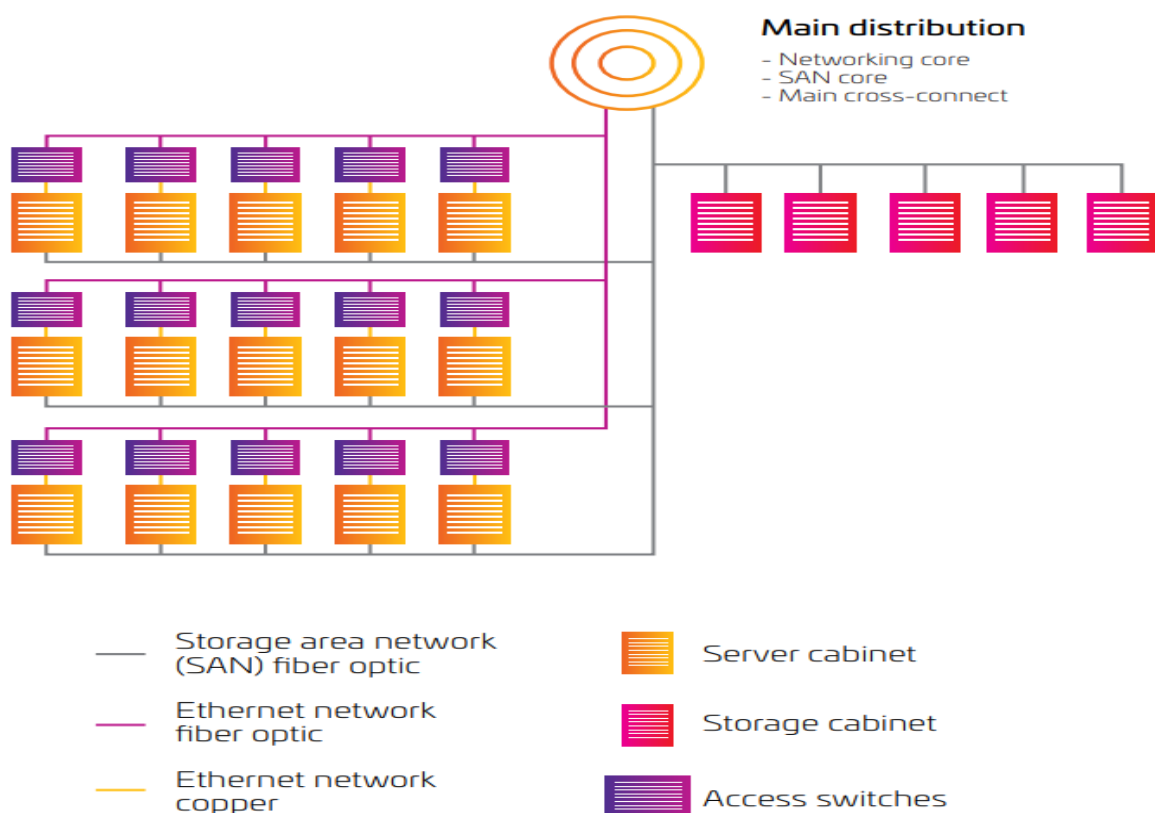 Main distribution
- Networking core
- SAN core
- Main cross-connect
Storage area network
(SAN) fiber optic
Server cabinet
Ethernet network
fiber optic
Storage cabinet
Ethernet network
copper
Access switches